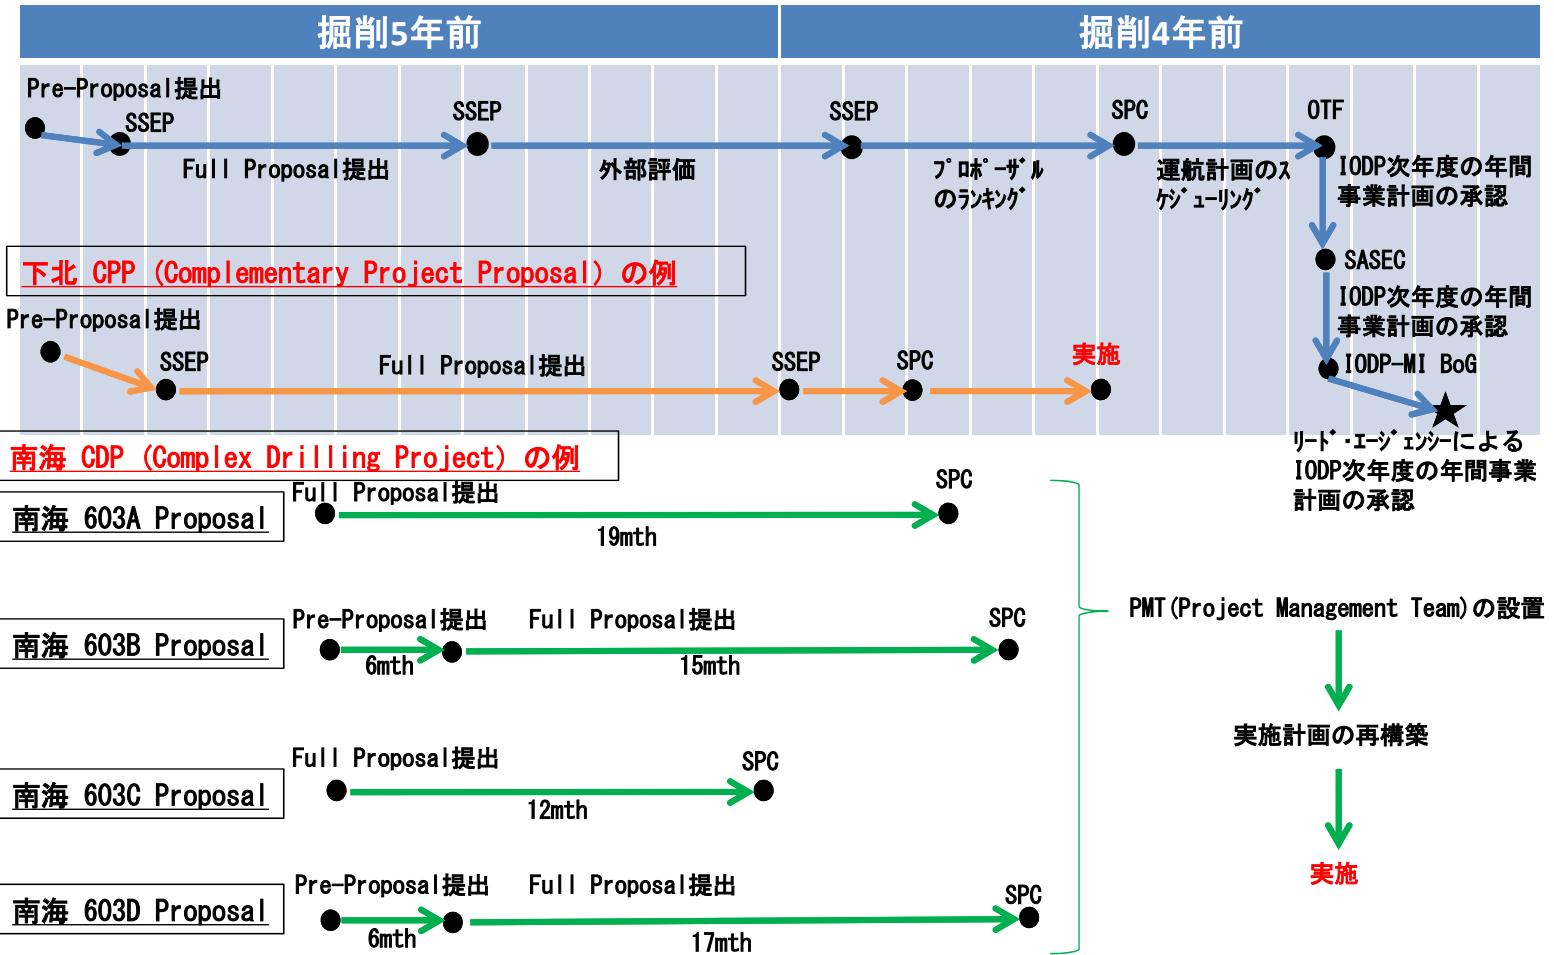 掘削5年前
掘削4年前
Pre-Proposal提出
SSEP
SSEP
SSEP
SPC
OTF
Full Proposal提出
外部評価
ﾌﾟﾛﾎﾟｰｻﾞﾙ
のﾗﾝｷﾝｸﾞ
運航計画のｽ
ｹｼﾞｭｰﾘﾝｸﾞ
IODP次年度の年間
事業計画の承認
SASEC
IODP次年度の年間
事業計画の承認
IODP-MI BoG
ﾘｰﾄﾞ･ｴｰｼﾞｪﾝｼｰによる
IODP次年度の年間事業
計画の承認
下北 CPP (Complementary Project Proposal) の例
Pre-Proposal提出
SSEP
Full Proposal提出
SSEP
SPC
実施
南海 CDP (Complex Drilling Project) の例
南海 603A Proposal
Full Proposal提出
SPC
19mth
南海 603B Proposal
Pre-Proposal提出
Full Proposal提出
SPC
6mth
15mth
南海 603C Proposal
Full Proposal提出
SPC
12mth
南海 603D Proposal
Pre-Proposal提出
Full Proposal提出
SPC
6mth
17mth
PMT(Project Management Team)の設置
実施計画の再構築
実施